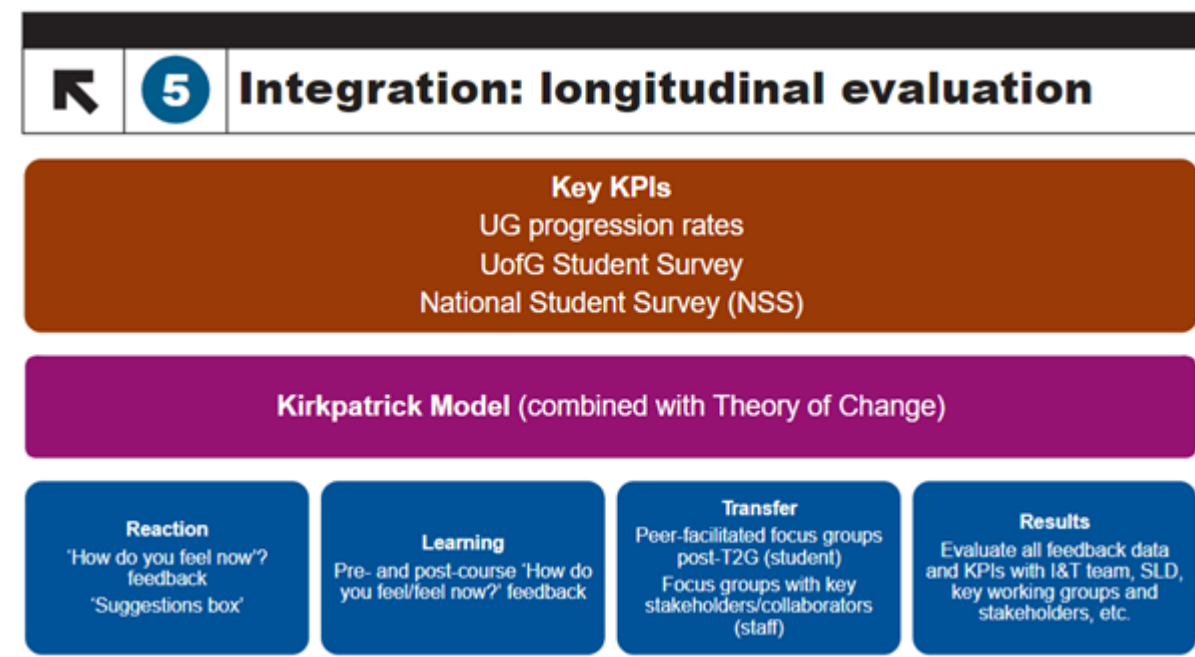 5
Integration: longitudinal evaluation
Key KPIs
UG progression rates
UofG Student Survey
National Student Survey (NSS)
Kirkpatrick Model (combined with Theory of Change)
Reaction
'How do you feel now'?
feedback
'Suggestions box'
Learning
Pre- and post-course 'How do
you feel/feel now?' feedback
Transfer
Peer-facilitated focus groups
post-T2G (student)
Focus groups with key
stakeholders/collaborators
(staff)
Results
Evaluate all feedback data
and KPIs with I&T team, SLD,
key working groups and
stakeholders, etc.